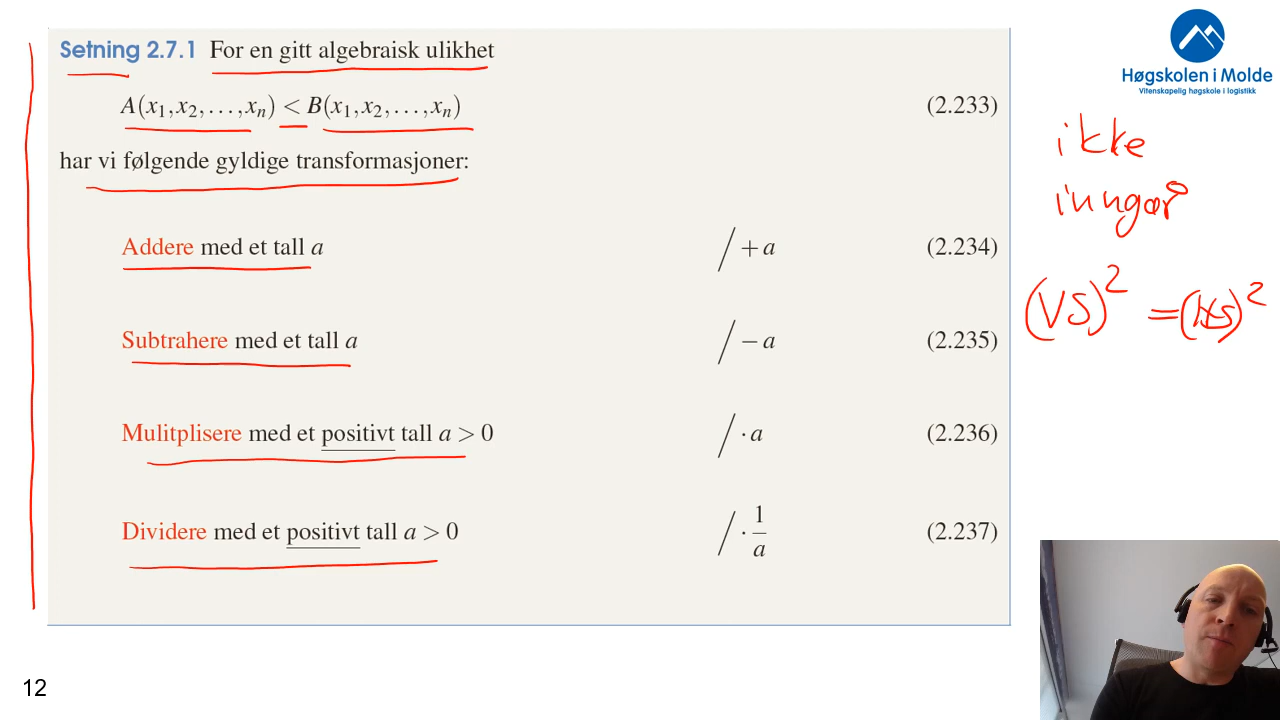 Setning 2.7.1 For en gitt algebraisk ulikhet
A(x₁,x₂,...,xₙ) < B(x₁,x₂,...,xₙ) (2.233)
har vi følgende gyldige transformasjoner:
Addere med et tall a / +a (2.234)
Subtrahere med et tall a / −a (2.235)
Mulitplisere med et positivt tall a > 0 / ·a (2.236)
Dividere med et positivt tall a > 0 / ·1/a (2.237)
12
Høgskolen i Molde
Vitenskapelig høgskole i logistikk
ikke
inngår
(VS)² = (HS)²